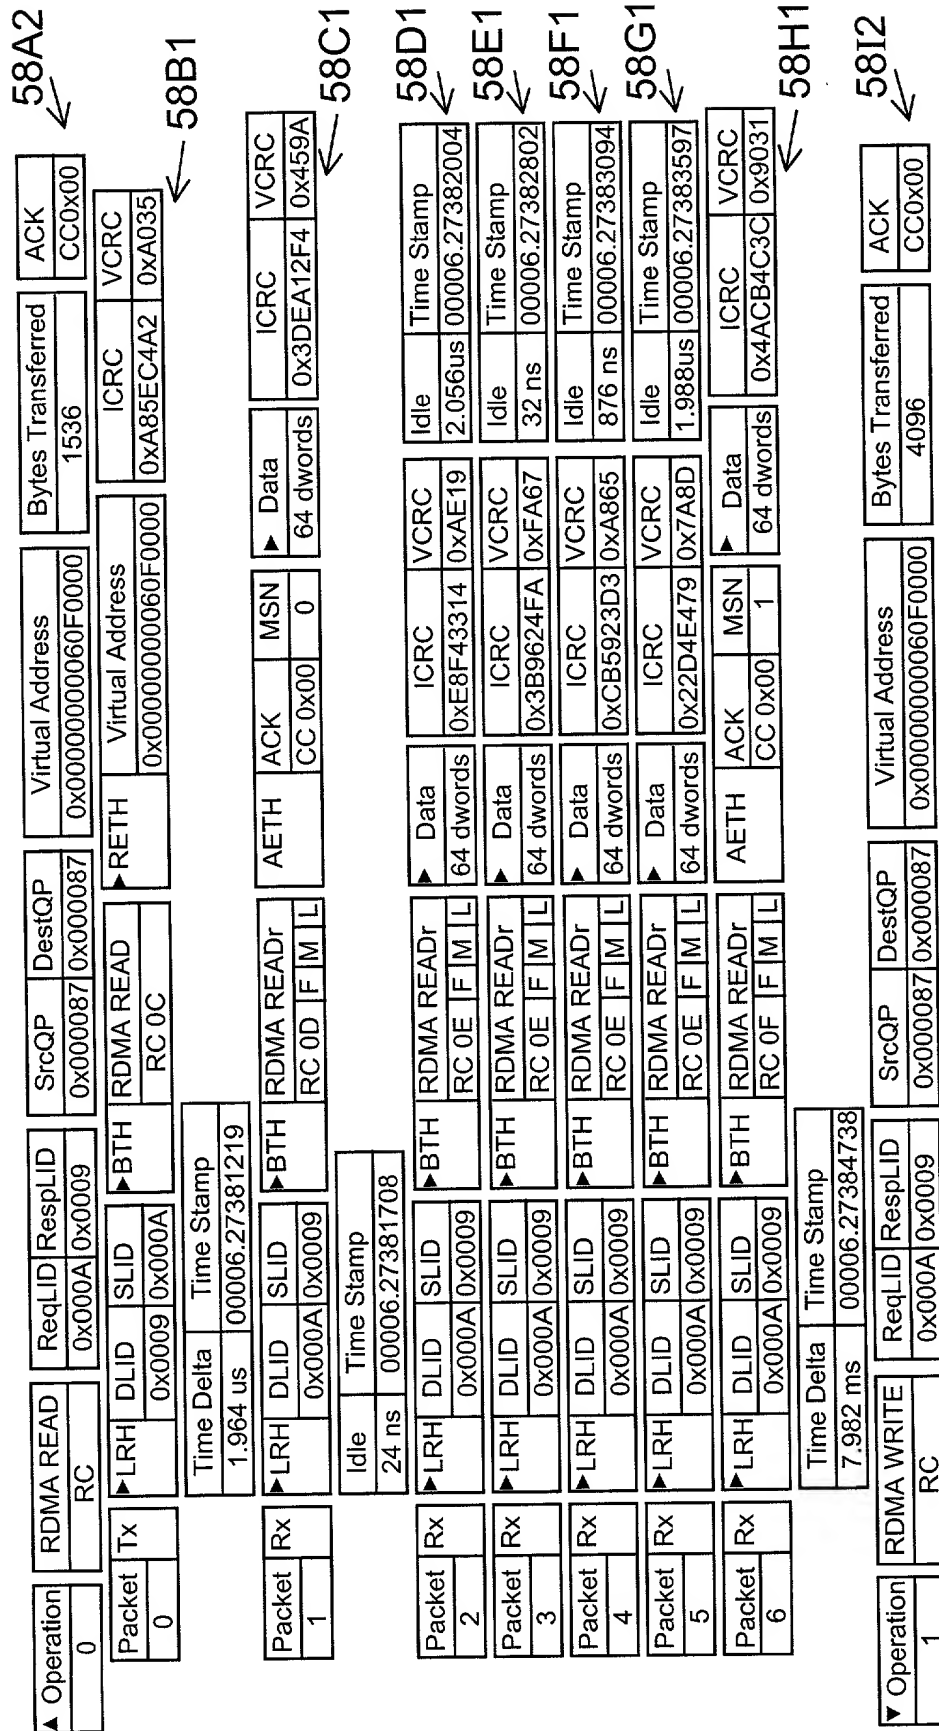 ▲ Operation RDMA READ ReqLID RespLID SrcQP DestQP Virtual Address Bytes Transferred ACK 58A2
0 RC 0x000A 0x0009 0x000087 0x000087 0x00000000060F0000 1536 CC0x00
Packet Tx ▶LRH DLID SLID ▶BTH RDMA READ ▶RETH Virtual Address ICRC VCRC 58B1
0 0x0009 0x000A RC 0C 0x00000000060F0000 0xA85EC4A2 0xA035
Time Delta Time Stamp
1.964 us 00006.27381219
Packet Rx ▶LRH DLID SLID ▶BTH RDMA READr AETH ACK MSN ▶ Data ICRC VCRC 58C1
1 0x000A 0x0009 RC 0D F M L CC 0x00 0 64 dwords 0x3DEA12F4 0x459A
Idle Time Stamp
24 ns 00006.27381708
Packet Rx ▶LRH DLID SLID ▶BTH RDMA READr ▶ Data ICRC VCRC Idle Time Stamp 58D1
2 0x000A 0x0009 RC 0E F M L 64 dwords 0xE8F43314 0xAE19 2.056us 00006.27382004
Packet Rx ▶LRH DLID SLID ▶BTH RDMA READr ▶ Data ICRC VCRC Idle Time Stamp 58E1
3 0x000A 0x0009 RC 0E F M L 64 dwords 0x3B9624FA 0xFA67 32 ns 00006.27382802
Packet Rx ▶LRH DLID SLID ▶BTH RDMA READr ▶ Data ICRC VCRC Idle Time Stamp 58F1
4 0x000A 0x0009 RC 0E F M L 64 dwords 0xCB5923D3 0xA865 876 ns 00006.27383094
Packet Rx ▶LRH DLID SLID ▶BTH RDMA READr ▶ Data ICRC VCRC Idle Time Stamp 58G1
5 0x000A 0x0009 RC 0E F M L 64 dwords 0x22D4E479 0x7A8D 1.988us 00006.27383597
Packet Rx ▶LRH DLID SLID ▶BTH RDMA READr AETH ACK MSN ▶ Data ICRC VCRC 58H1
6 0x000A 0x0009 RC 0F F M L CC 0x00 1 64 dwords 0x4ACB4C3C 0x9031
Time Delta Time Stamp
7.982 ms 00006.27384738
▼ Operation RDMA WRITE ReqLID RespLID SrcQP DestQP Virtual Address Bytes Transferred ACK 58I2
1 RC 0x000A 0x0009 0x000087 0x000087 0x00000000060F0000 4096 CC0x00